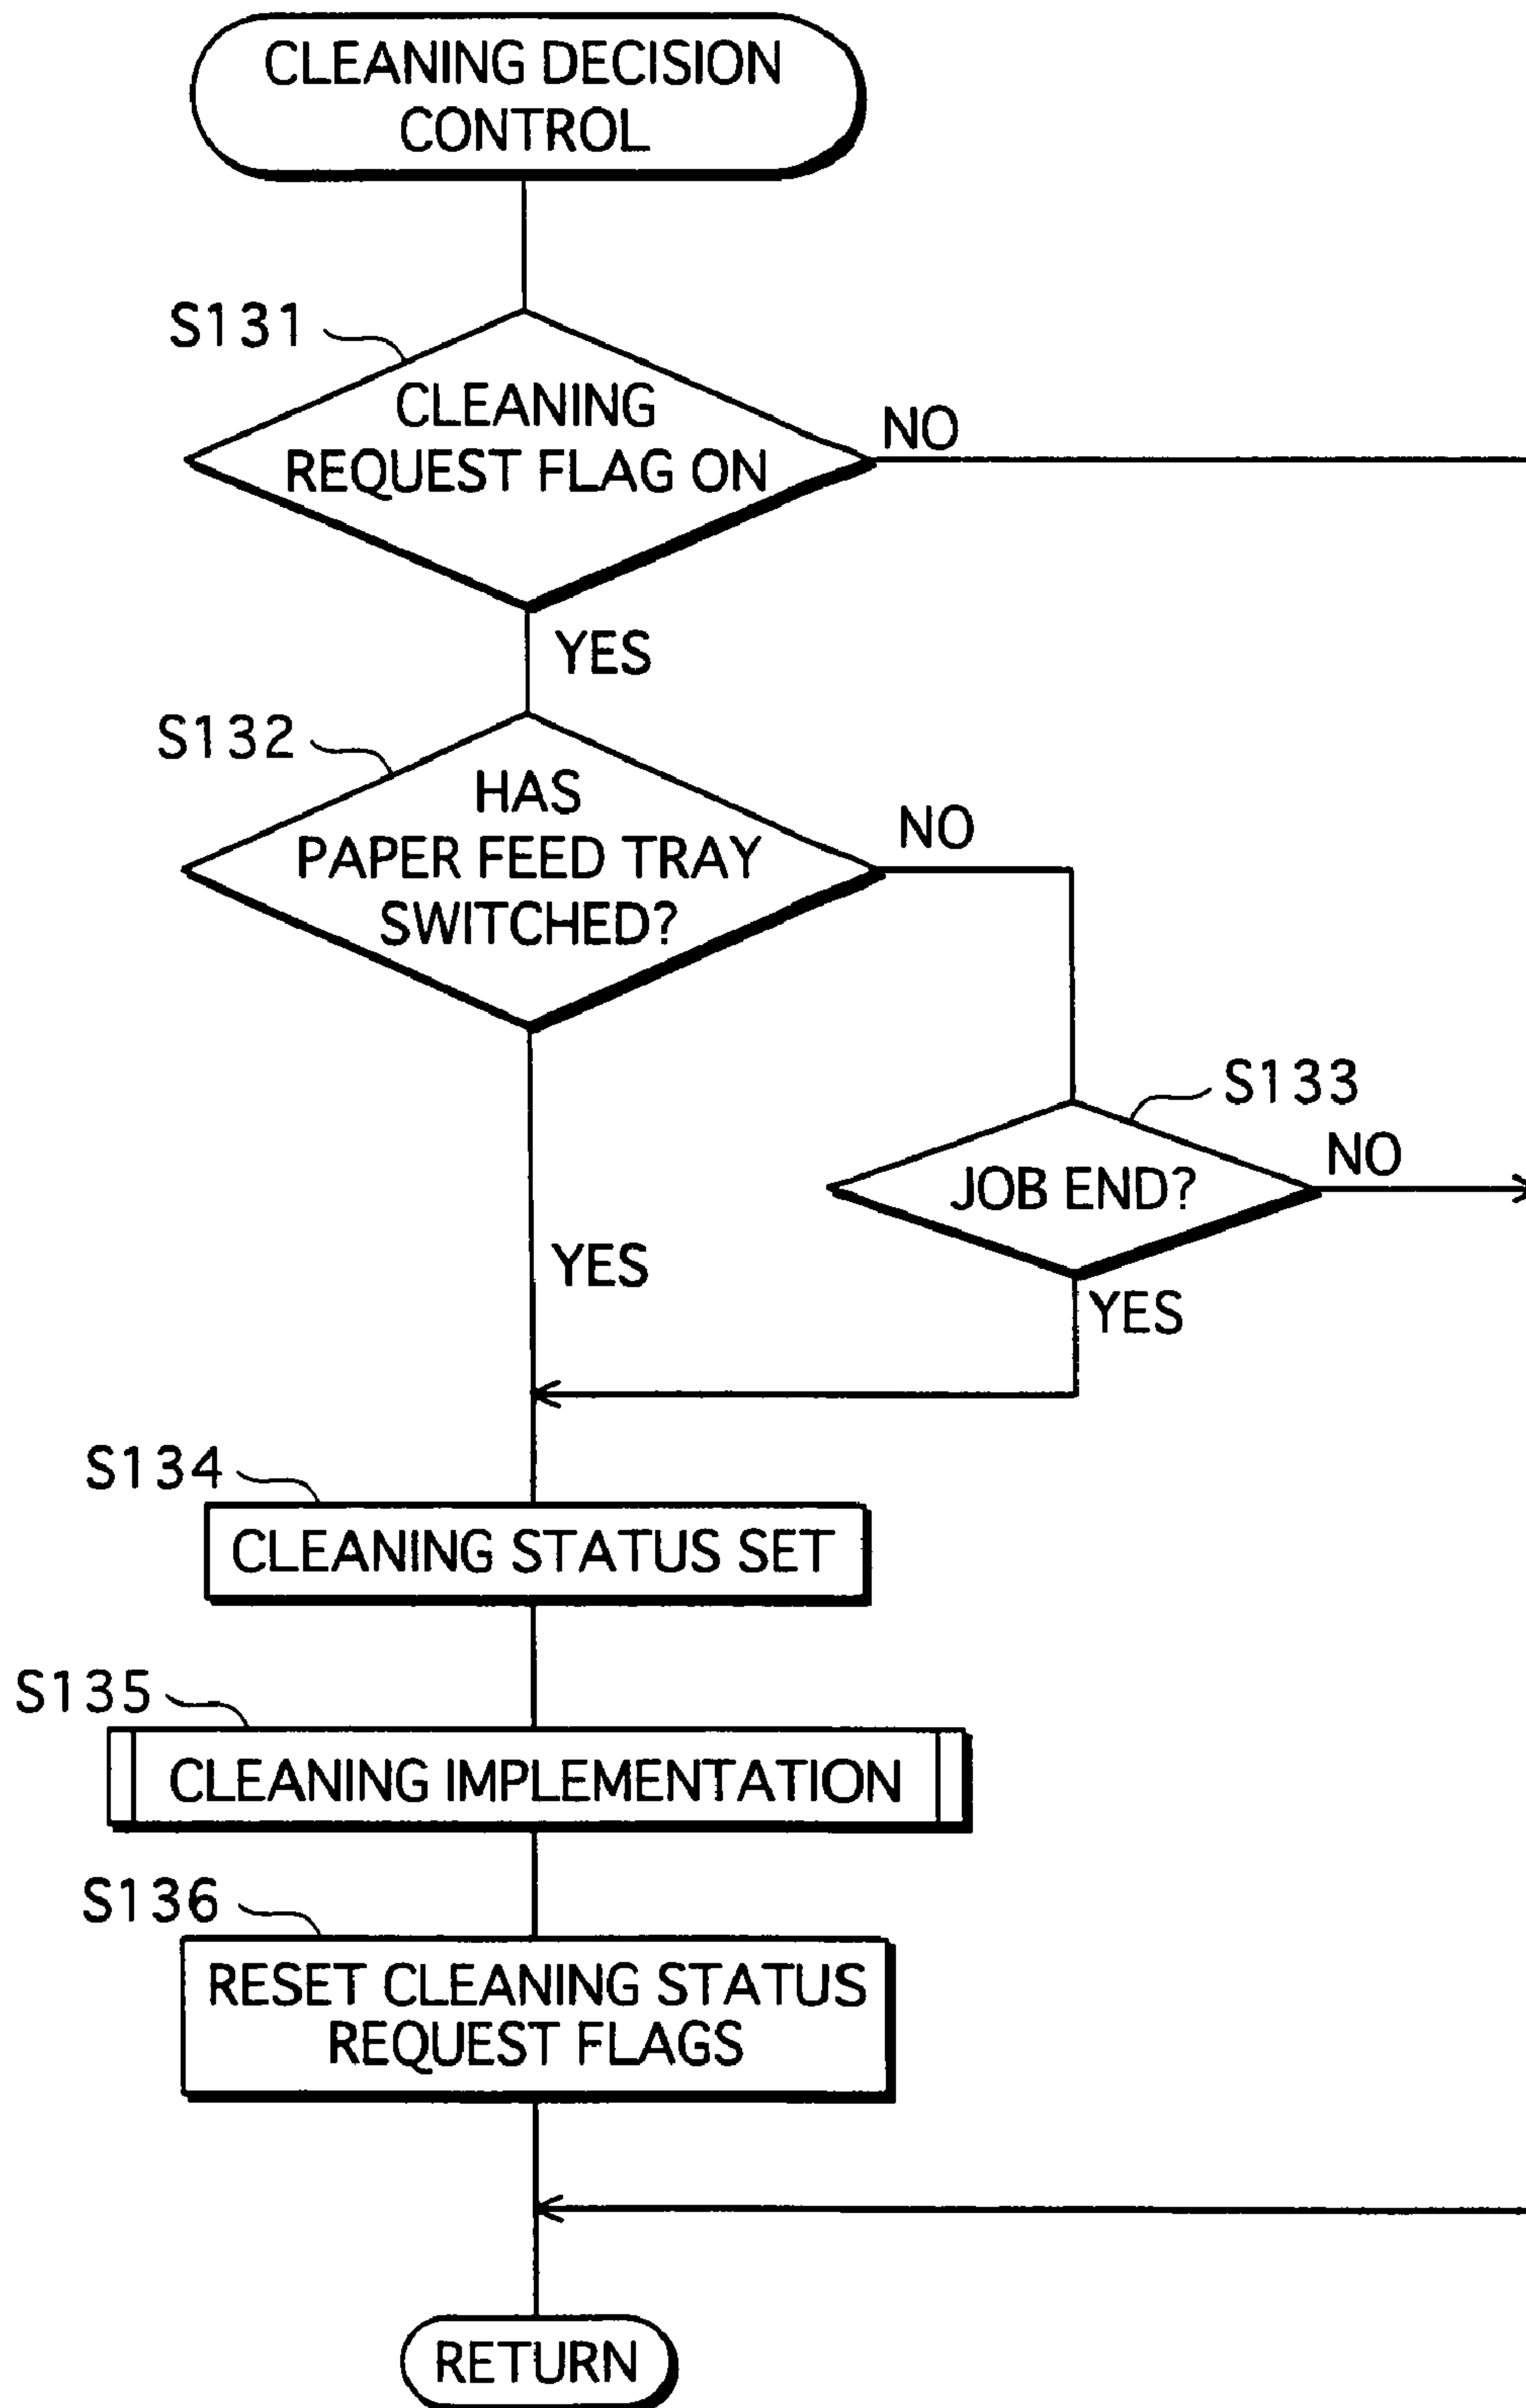 CLEANING DECISION
CONTROL
S131
CLEANING
REQUEST FLAG ON
NO
YES
S132
HAS
PAPER FEED TRAY
SWITCHED?
NO
S133
JOB END?
NO
YES
YES
S134
CLEANING STATUS SET
S135
CLEANING IMPLEMENTATION
S136
RESET CLEANING STATUS
REQUEST FLAGS
RETURN